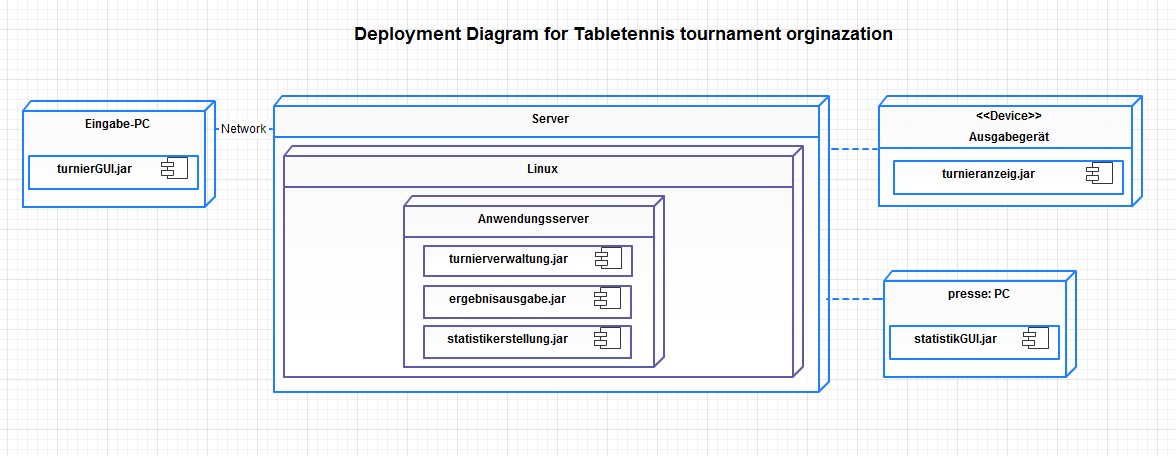 Deployment Diagram for Tabletennis tournament orginazation
Eingabe-PC
turnierGUI.jar
Network
Server
Linux
Anwendungsserver
turnierverwaltung.jar
ergebnisausgabe.jar
statistikerstellung.jar
<<Device>>
Ausgabegerät
turnieranzeig.jar
presse: PC
statistikGUI.jar